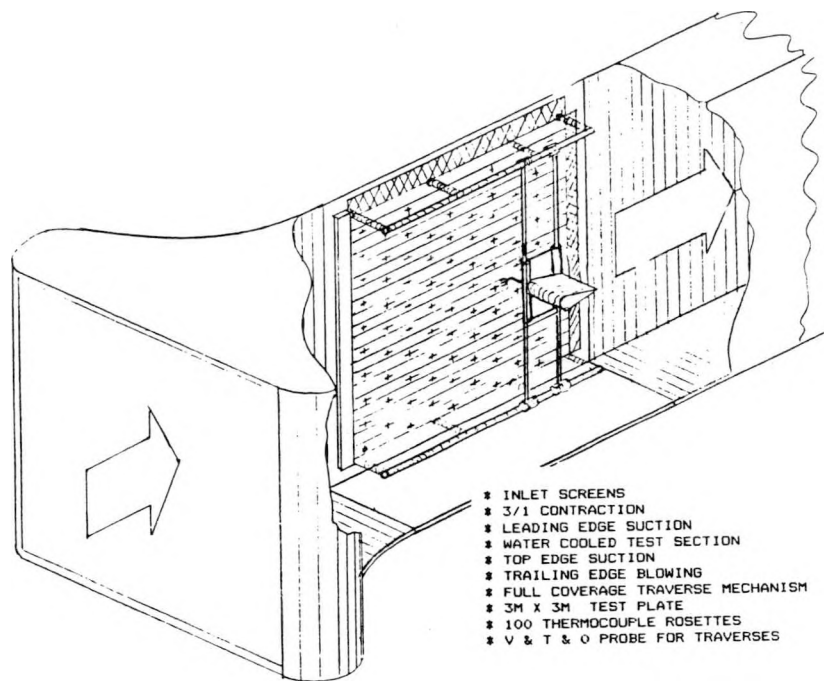 * INLET SCREENS
* 3/1 CONTRACTION
* LEADING EDGE SUCTION
* WATER COOLED TEST SECTION
* TOP EDGE SUCTION
* TRAILING EDGE BLOWING
* FULL COVERAGE TRAVERSE MECHANISM
* 3M X 3M TEST PLATE
* 100 THERMOCOUPLE ROSETTES
* V & T & Q PROBE FOR TRAVERSES